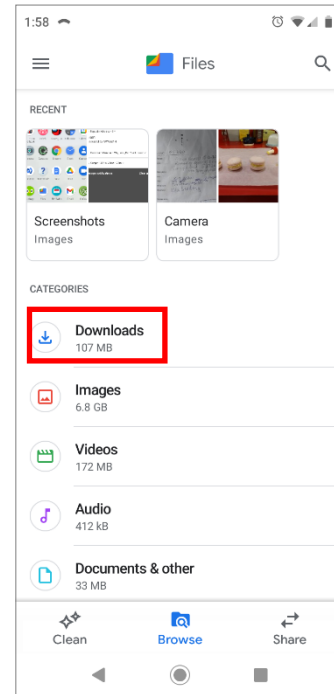 1:58
Files
RECENT
Screenshots
Images
Camera
Images
CATEGORIES
Downloads
107 MB
Images
6.8 GB
Videos
172 MB
Audio
412 kB
Documents & other
33 MB
Clean
Browse
Share